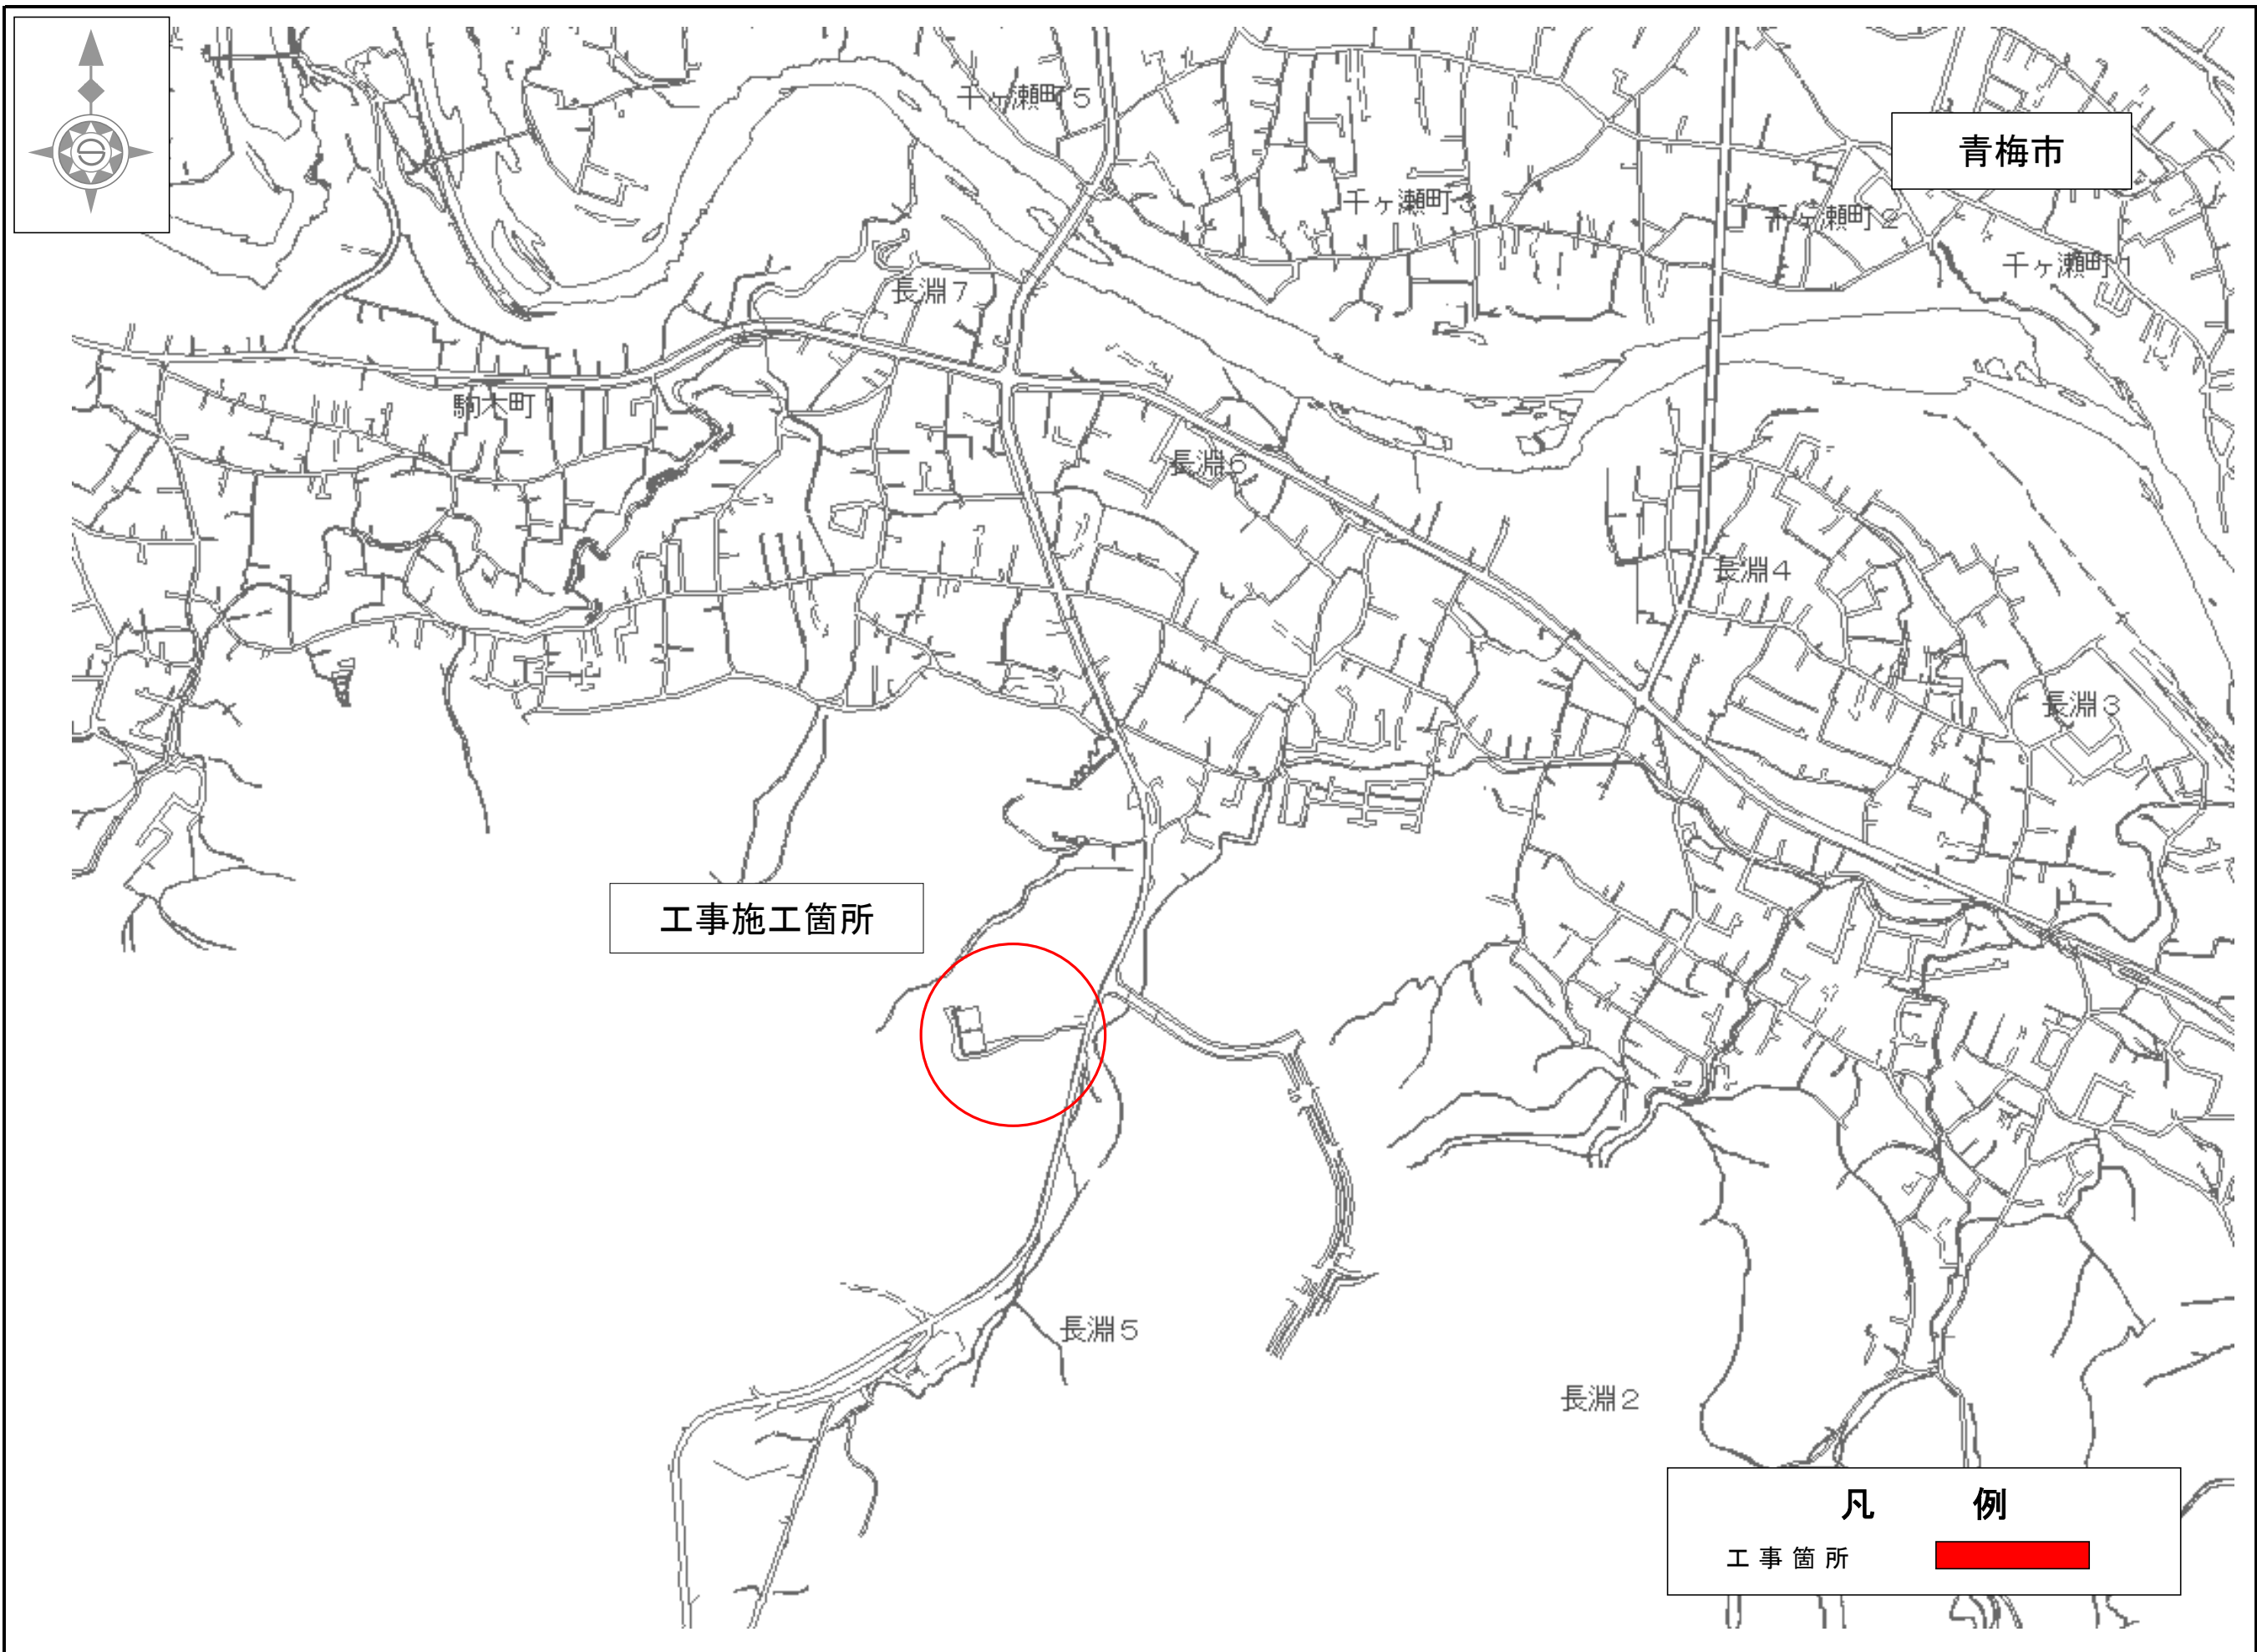 千ヶ瀬町5
青梅市
千ヶ瀬町3
千ヶ瀬町2
千ヶ瀬町1
長淵7
駒木町
長淵6
長淵4
長淵3
工事施工箇所
長淵5
長淵2
凡 例
工事箇所